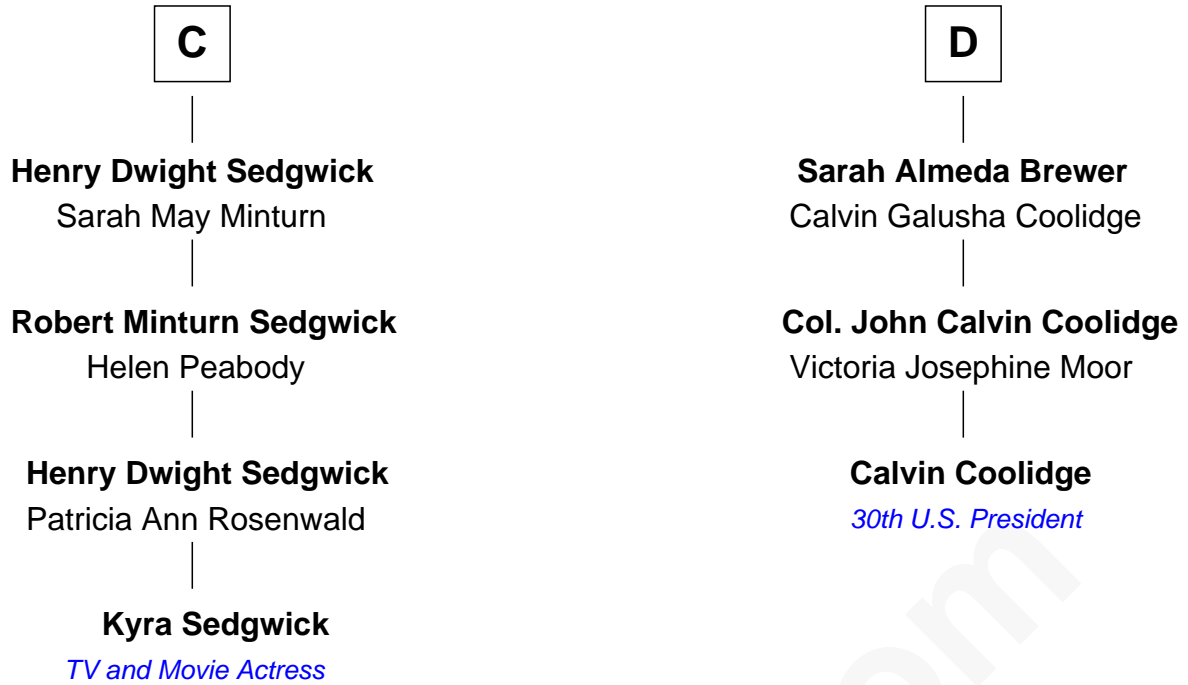 C
Henry Dwight Sedgwick
Sarah May Minturn
Robert Minturn Sedgwick
Helen Peabody
Henry Dwight Sedgwick
Patricia Ann Rosenwald
Kyra Sedgwick
TV and Movie Actress
D
Sarah Almeda Brewer
Calvin Galusha Coolidge
Col. John Calvin Coolidge
Victoria Josephine Moor
Calvin Coolidge
30th U.S. President
om